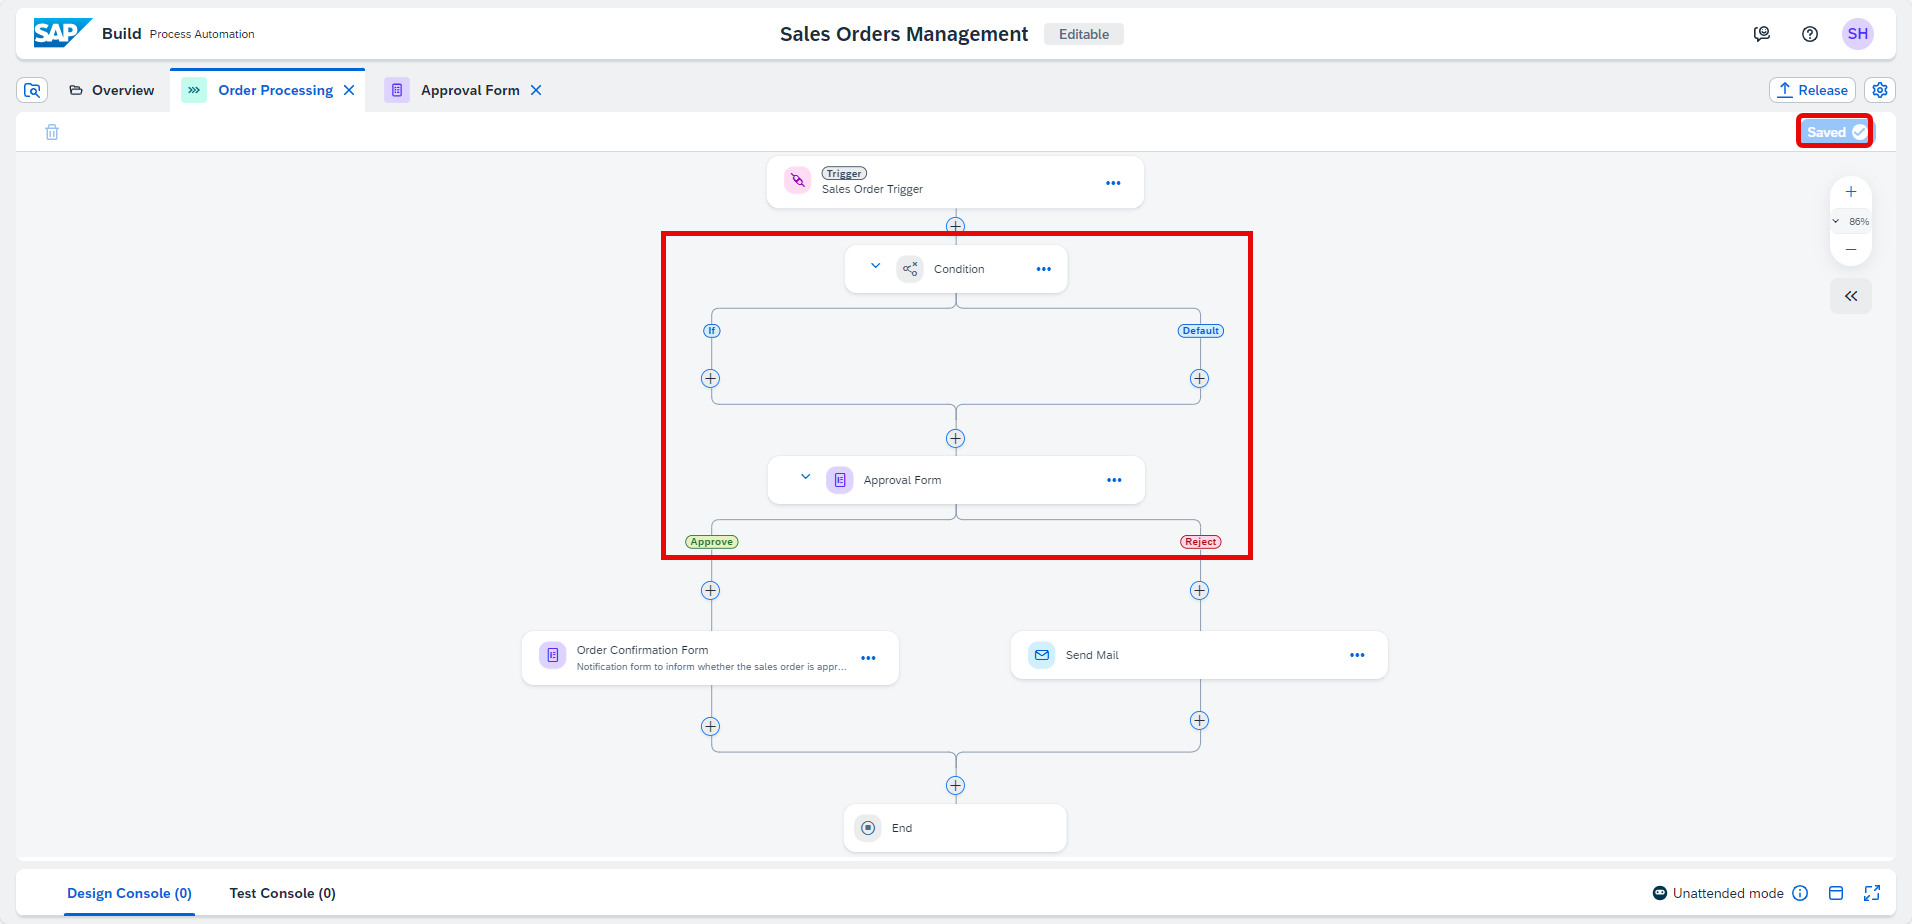 SAP Build Process Automation
Sales Orders Management Editable
SH
Overview
Order Processing
Approval Form
Release
Saved
Trigger
Sales Order Trigger
86%
Condition
If
Default
Approval Form
Approve
Reject
Order Confirmation Form
Notification form to inform whether the sales order is appr...
Send Mail
End
Design Console (0)
Test Console (0)
Unattended mode